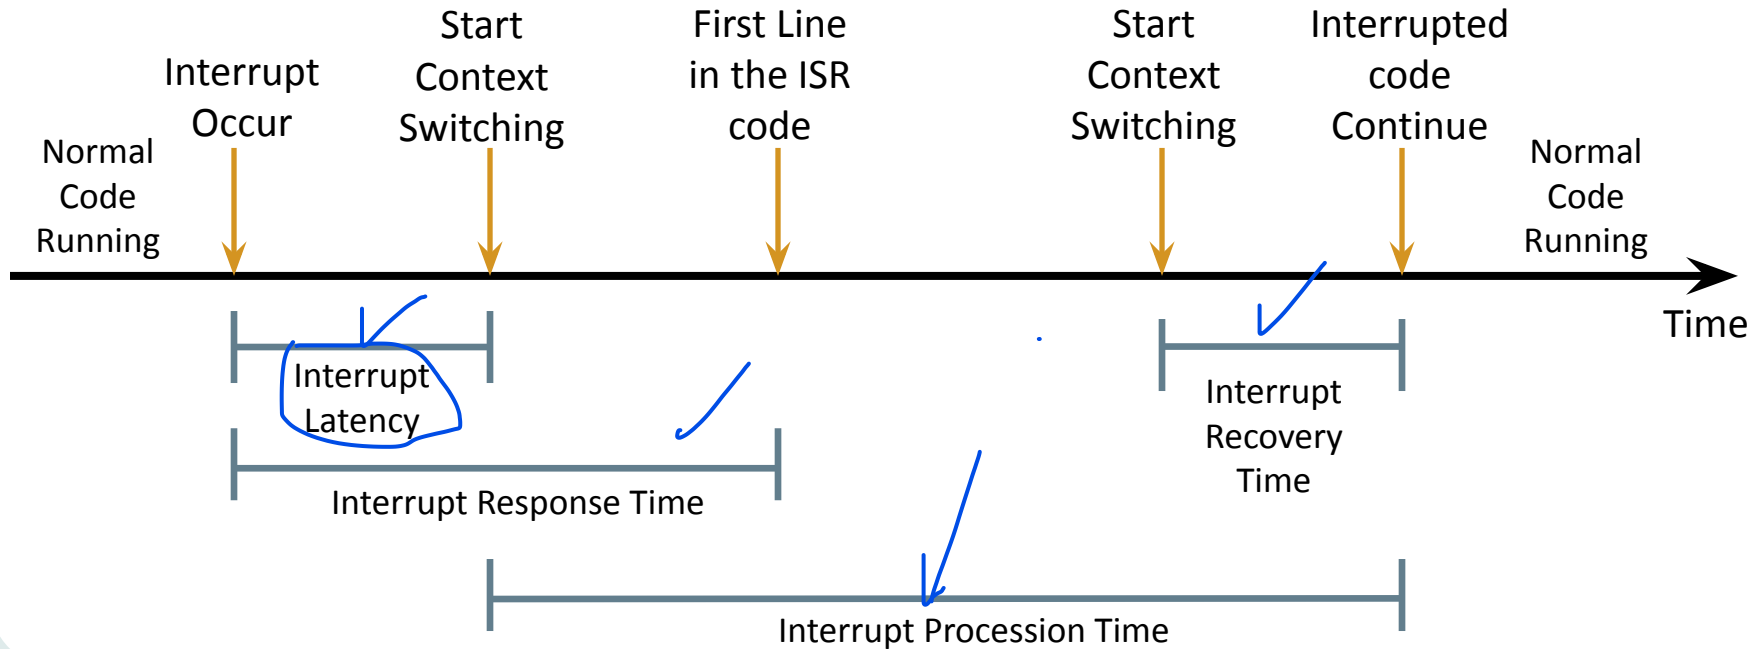 Normal
Code
Running
Interrupt
Occur
Start
Context
Switching
First Line
in the ISR
code
Start
Context
Switching
Interrupted
code
Continue
Normal
Code
Running
Time
Interrupt
Latency
Interrupt
Recovery
Time
Interrupt Response Time
Interrupt Procession Time